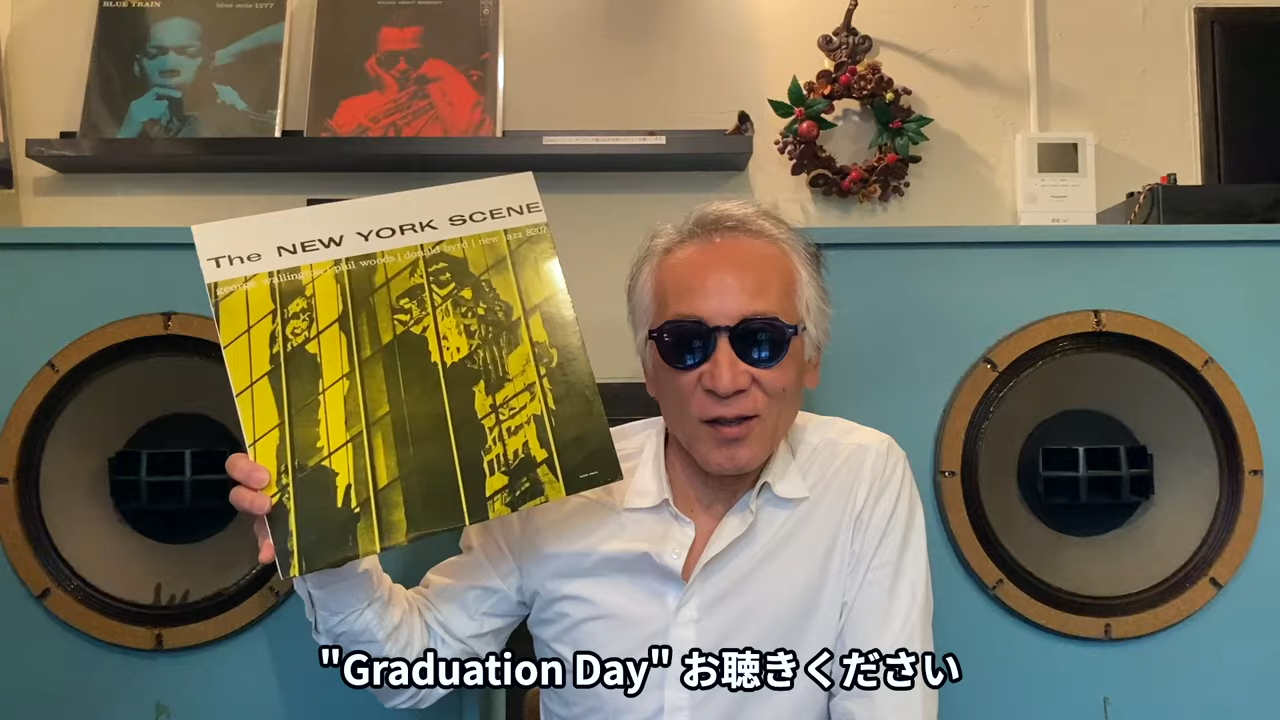 BLUE TRAIN
blue note 1577
The NEW YORK SCENE
george wallington | phil woods | donald byrd | new jazz 8207
Panasonic
"Graduation Day" お聴きください